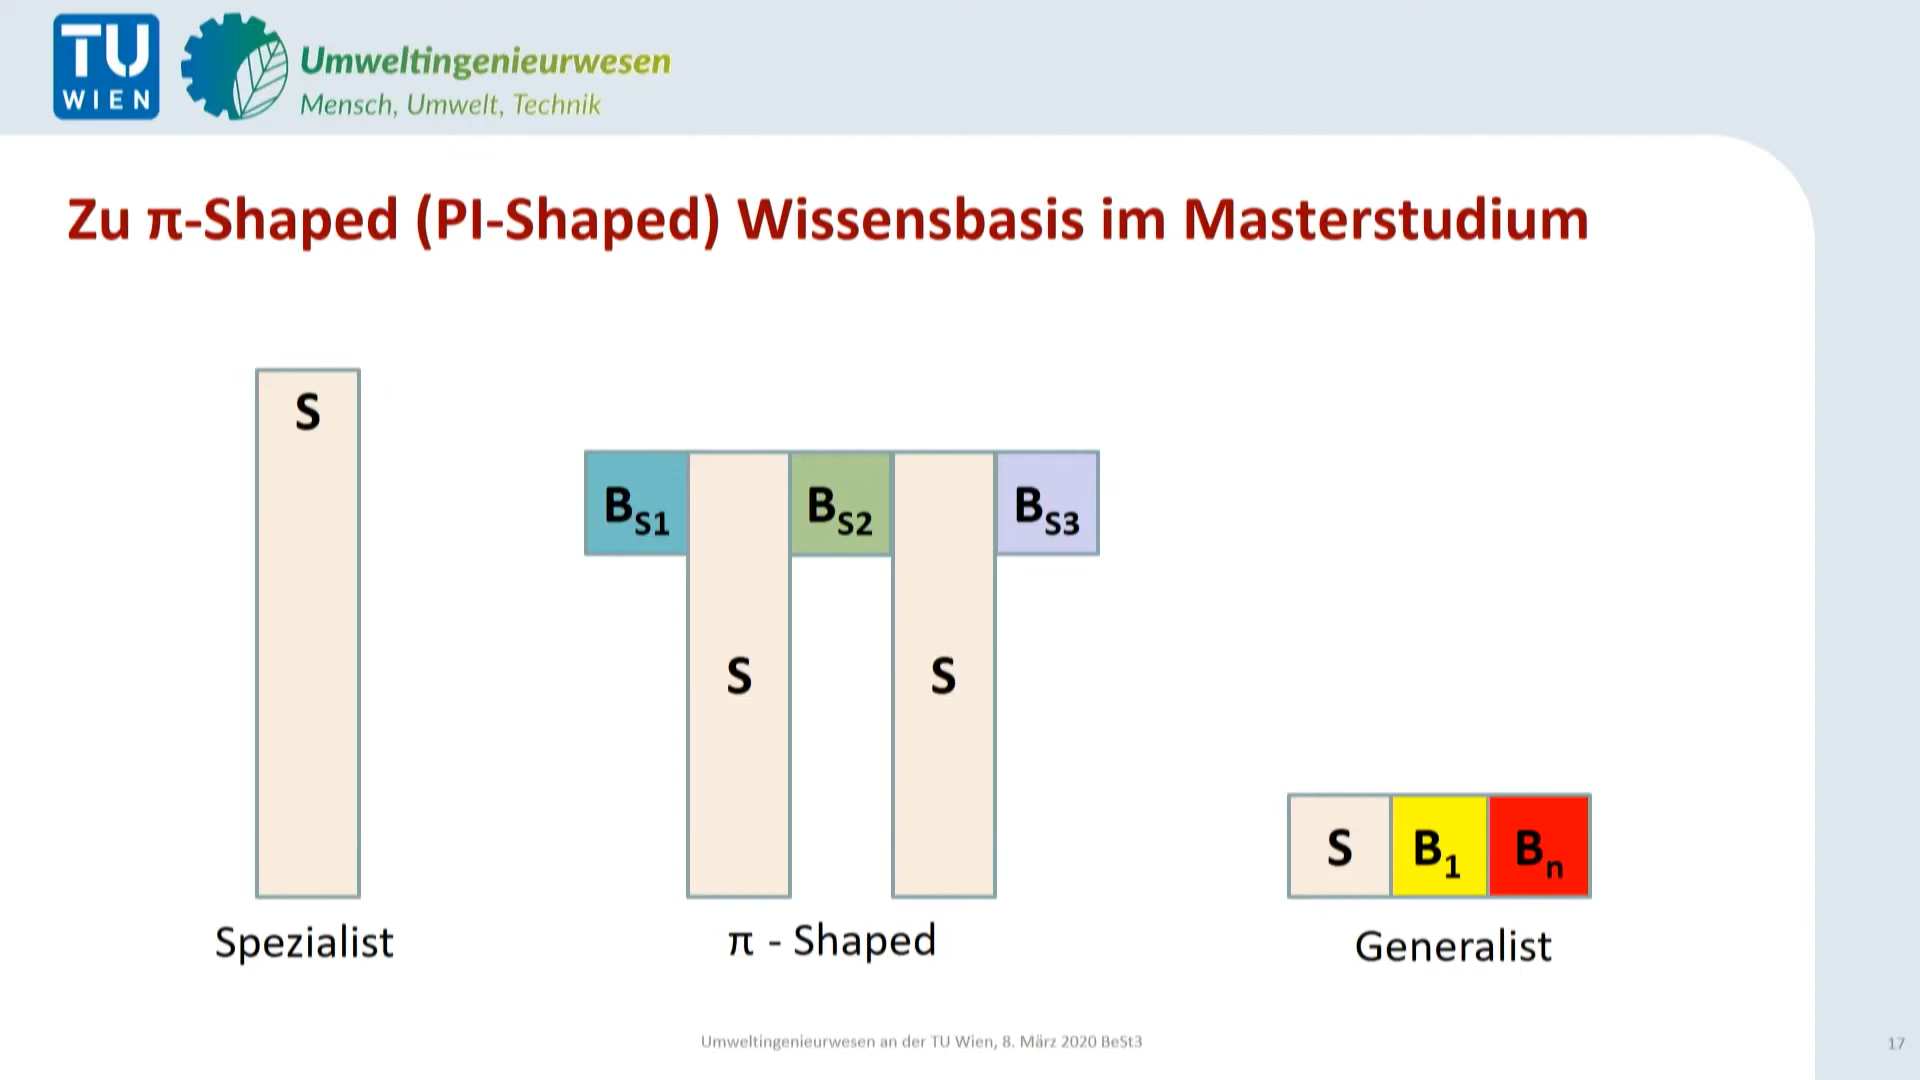 TU
WIEN
Umweltingenieurwesen
Mensch, Umwelt, Technik
Zu π-Shaped (PI-Shaped) Wissensbasis im Masterstudium
S
BS1
BS2
BS3
S
S
S
B1
Bn
Spezialist
π - Shaped
Generalist
Umweltingenieurwesen an der TU Wien, 8. März 2020 BeSt3
17